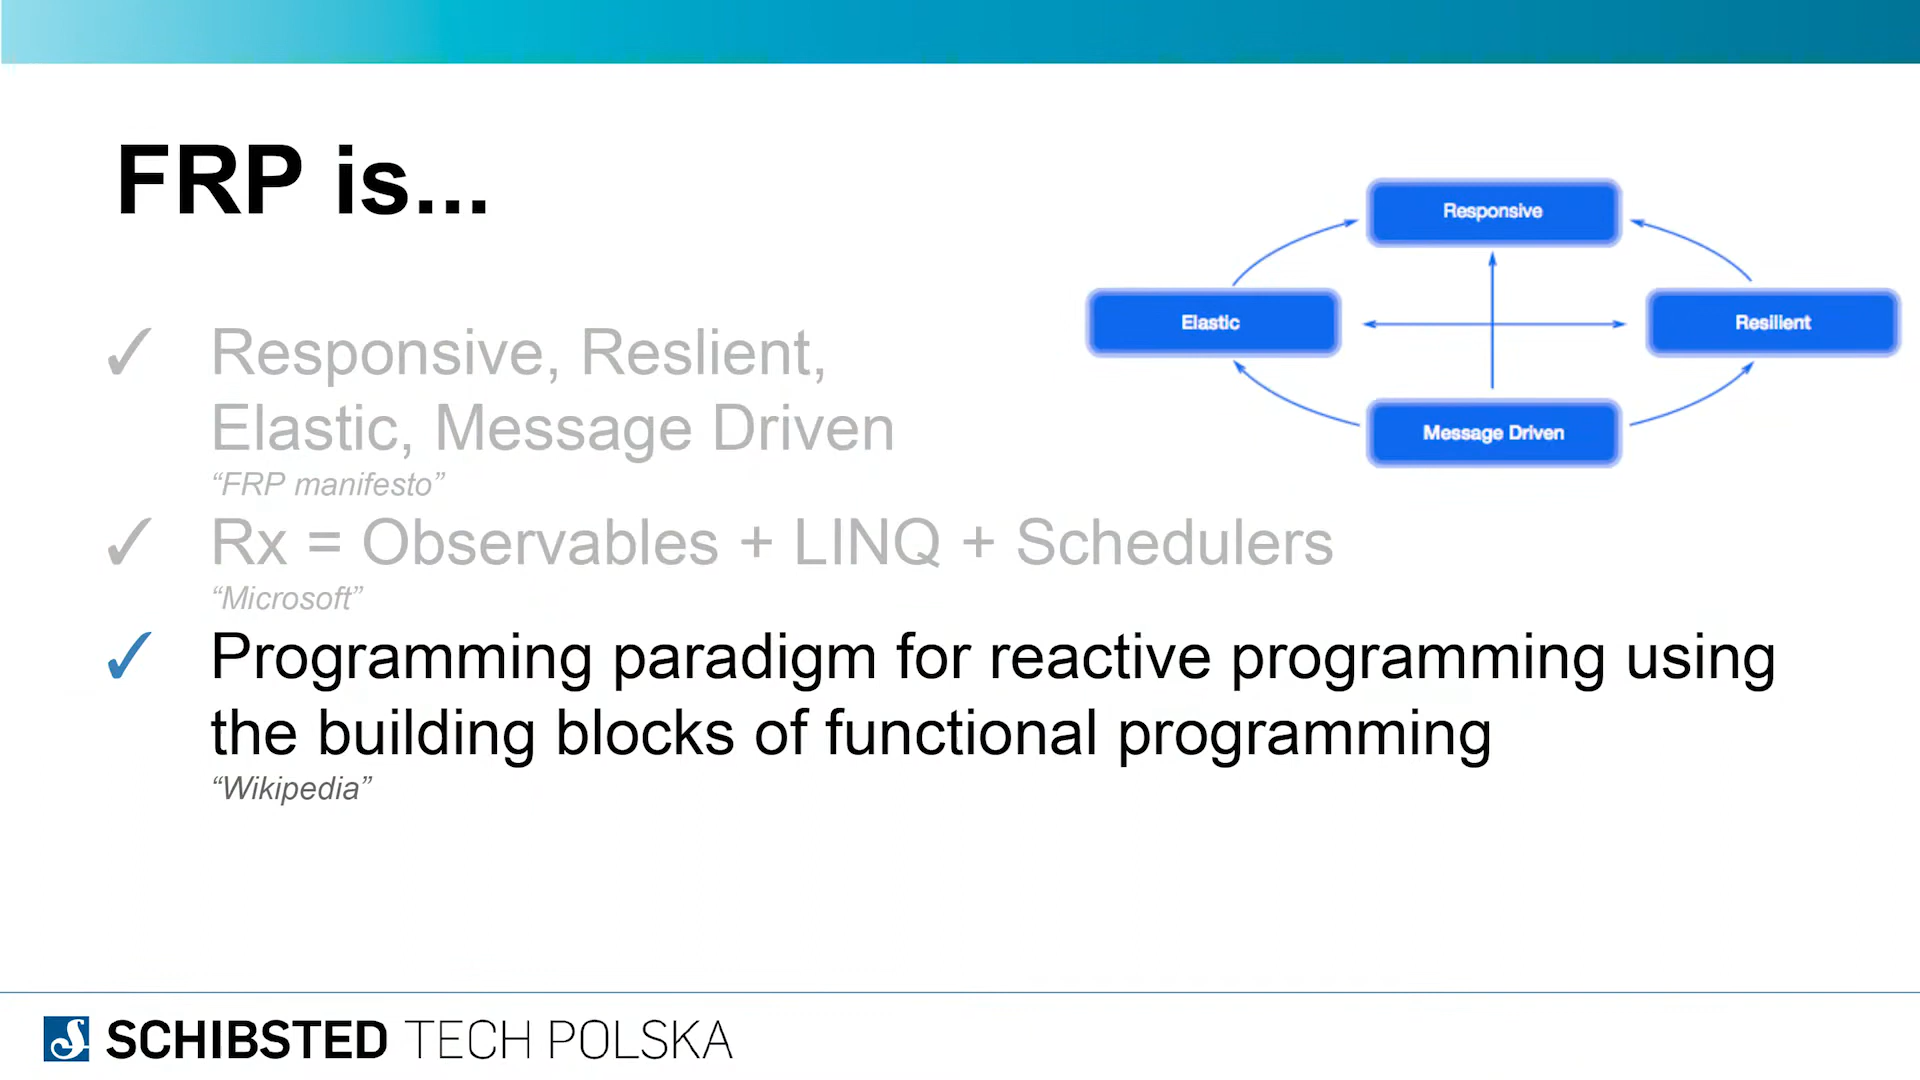 FRP is...
✓ Responsive, Reslient,
Elastic, Message Driven
“FRP manifesto”
✓ Rx = Observables + LINQ + Schedulers
“Microsoft”
✓ Programming paradigm for reactive programming using
the building blocks of functional programming
“Wikipedia”
Responsive
Elastic
Resilient
Message Driven
SCHIBSTED TECH POLSKA